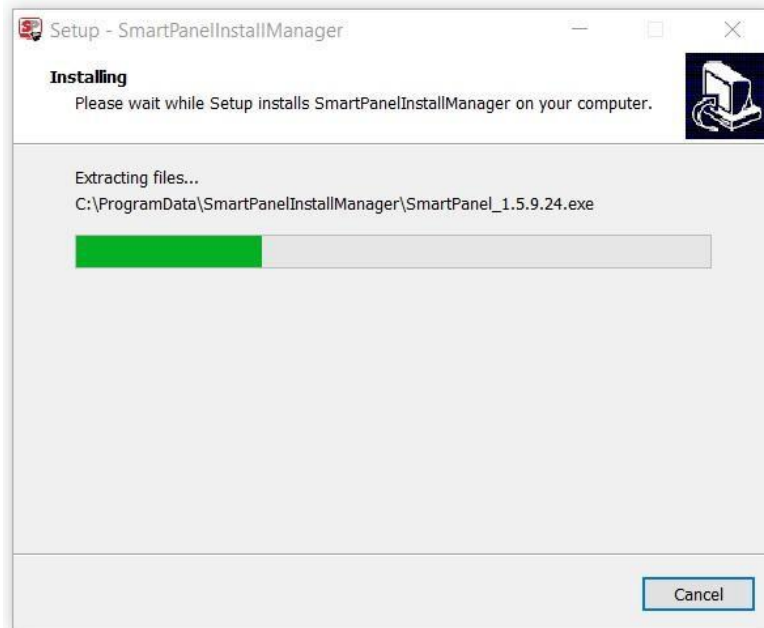 Setup - SmartPanelInstallManager
Installing
Please wait while Setup installs SmartPanelInstallManager on your computer.
Extracting files...
C:\ProgramData\SmartPanelInstallManager\SmartPanel_1.5.9.24.exe
Cancel